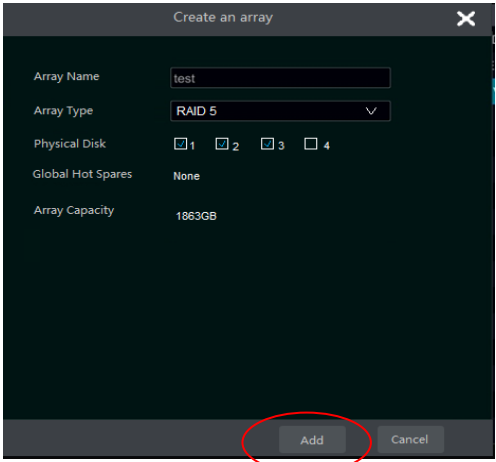 Create an array
Array Name test
Array Type RAID 5
Physical Disk 1 2 3 4
Global Hot Spares None
Array Capacity 1863GB
Add Cancel